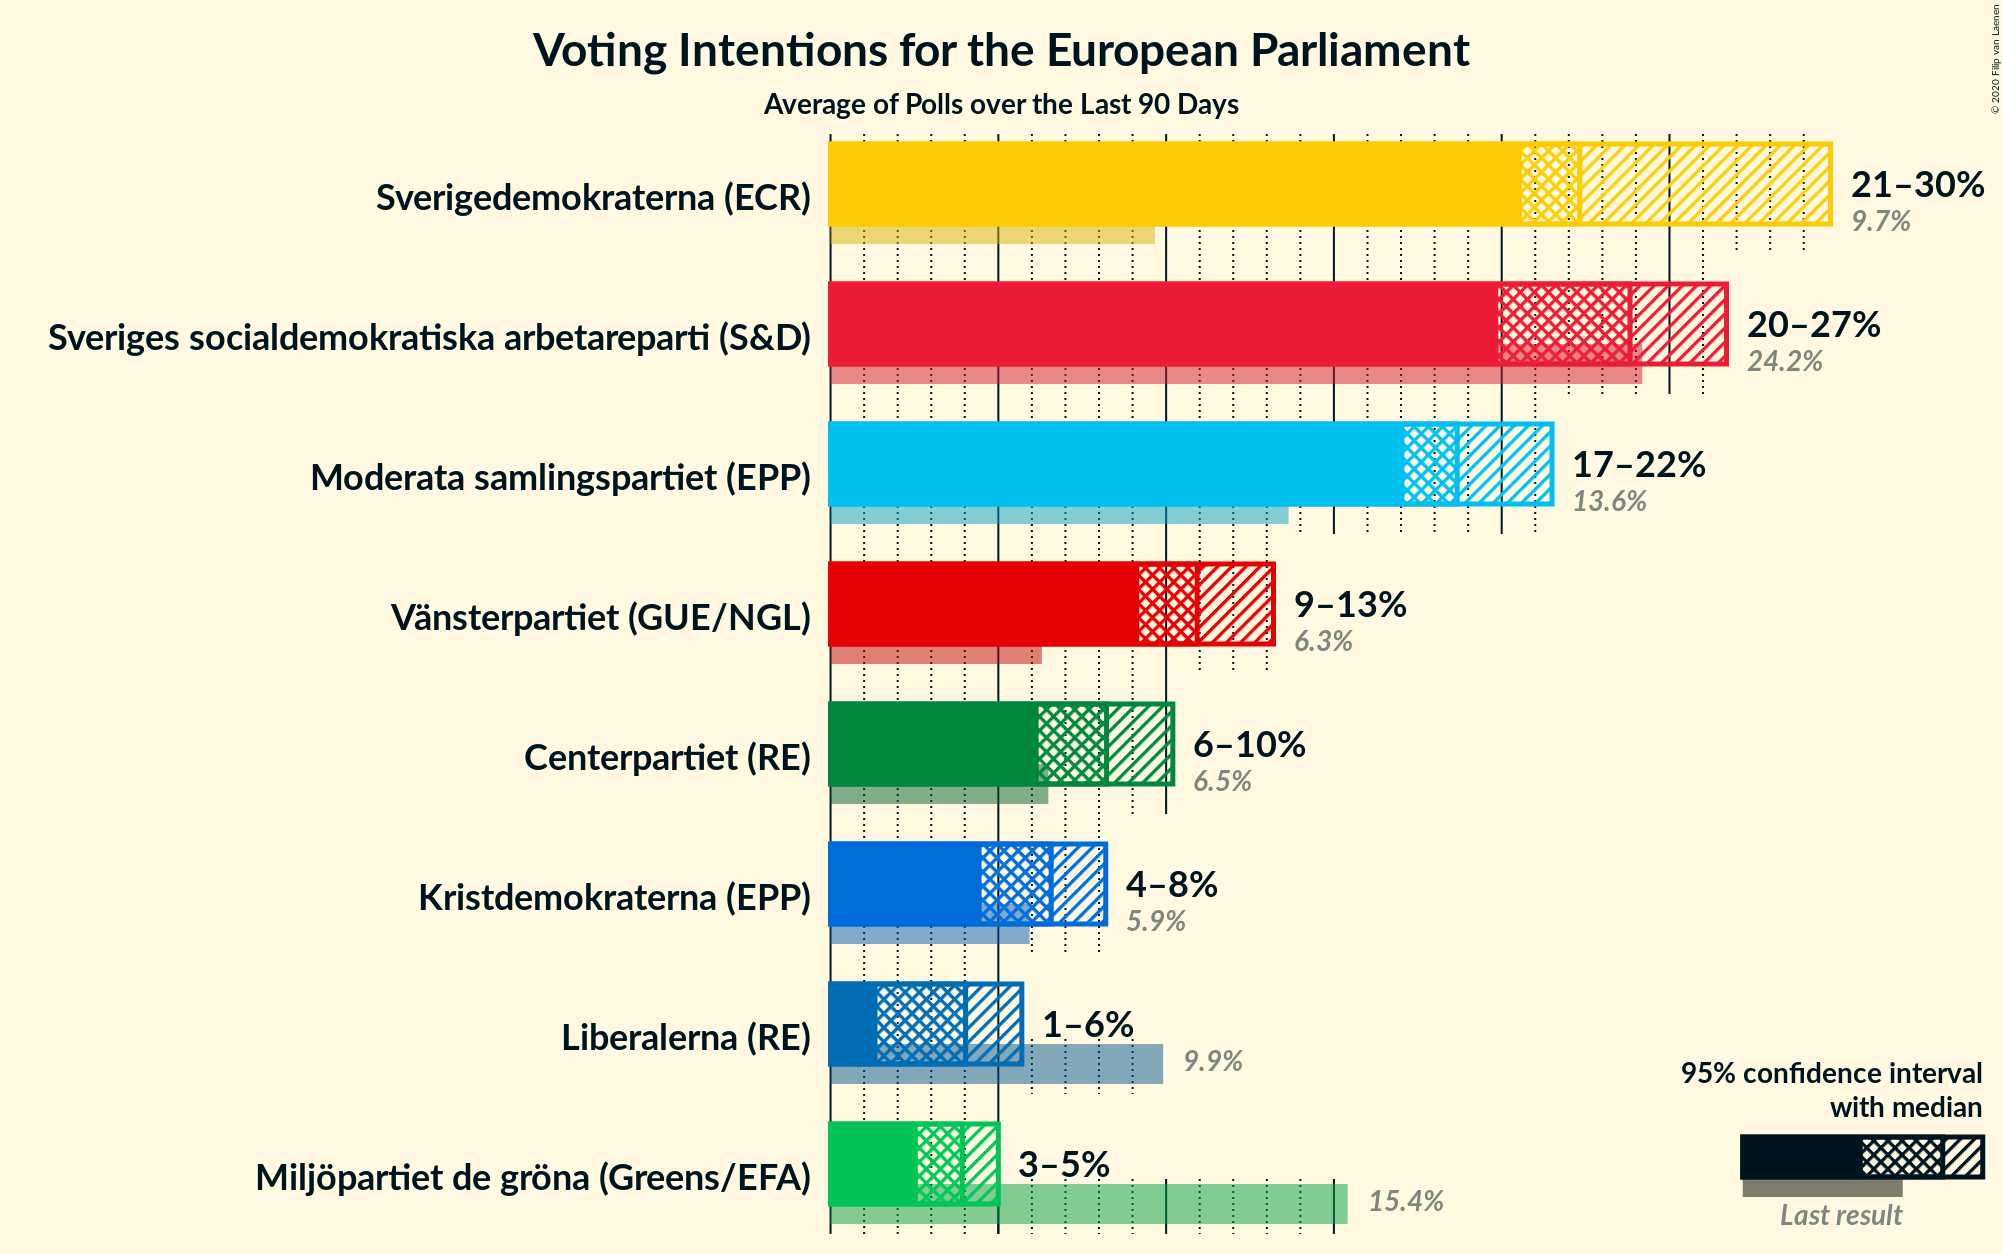 Voting Intentions for the European Parliament
Average of Polls over the Last 90 Days
© 2020 Filip van Laenen
Sverigedemokraterna (ECR)
21–30%
9.7%
Sveriges socialdemokratiska arbetareparti (S&D)
20–27%
24.2%
Moderata samlingspartiet (EPP)
17–22%
13.6%
Vänsterpartiet (GUE/NGL)
9–13%
6.3%
Centerpartiet (RE)
6–10%
6.5%
Kristdemokraterna (EPP)
4–8%
5.9%
Liberalerna (RE)
1–6%
9.9%
Miljöpartiet de gröna (Greens/EFA)
3–5%
15.4%
95% confidence interval
with median
Last result